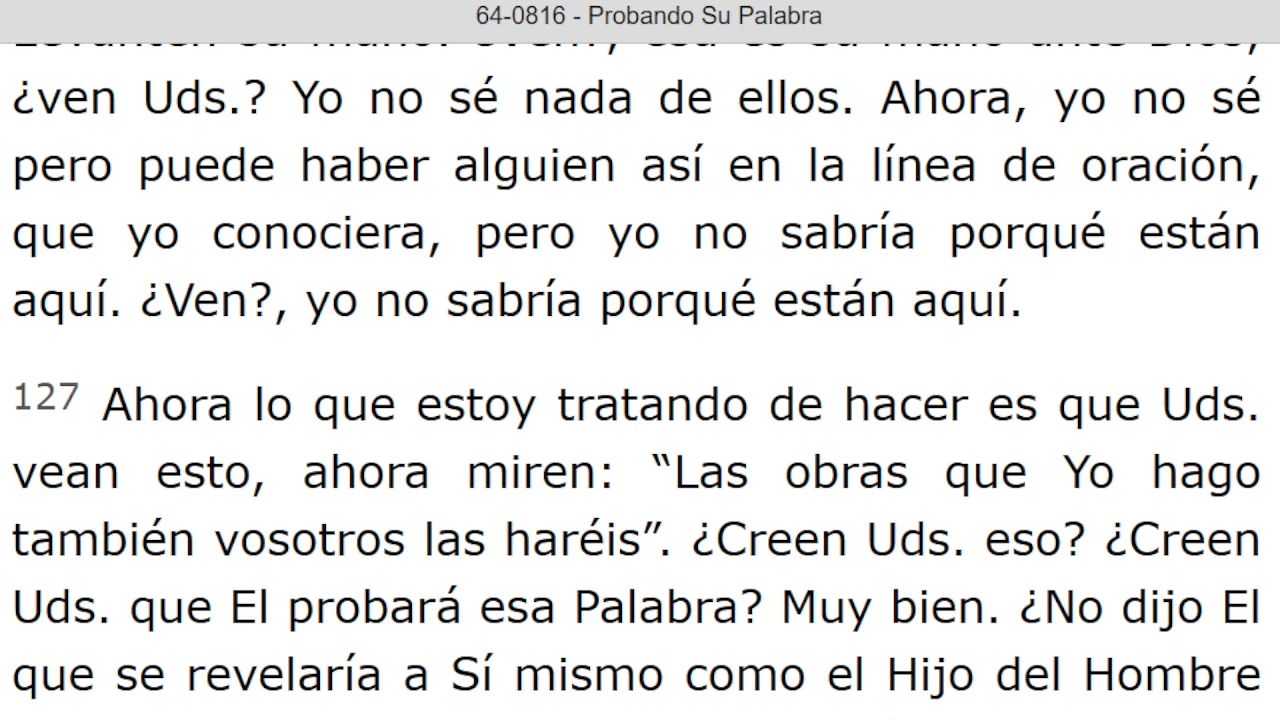 64-0816 - Probando Su Palabra
¿ven Uds.? Yo no sé nada de ellos. Ahora, yo no sé
pero puede haber alguien así en la línea de oración,
que yo conociera, pero yo no sabría porqué están
aquí. ¿Ven?, yo no sabría porqué están aquí.
127 Ahora lo que estoy tratando de hacer es que Uds.
vean esto, ahora miren: “Las obras que Yo hago
también vosotros las haréis”. ¿Creen Uds. eso? ¿Creen
Uds. que El probará esa Palabra? Muy bien. ¿No dijo El
que se revelaría a Sí mismo como el Hijo del Hombre